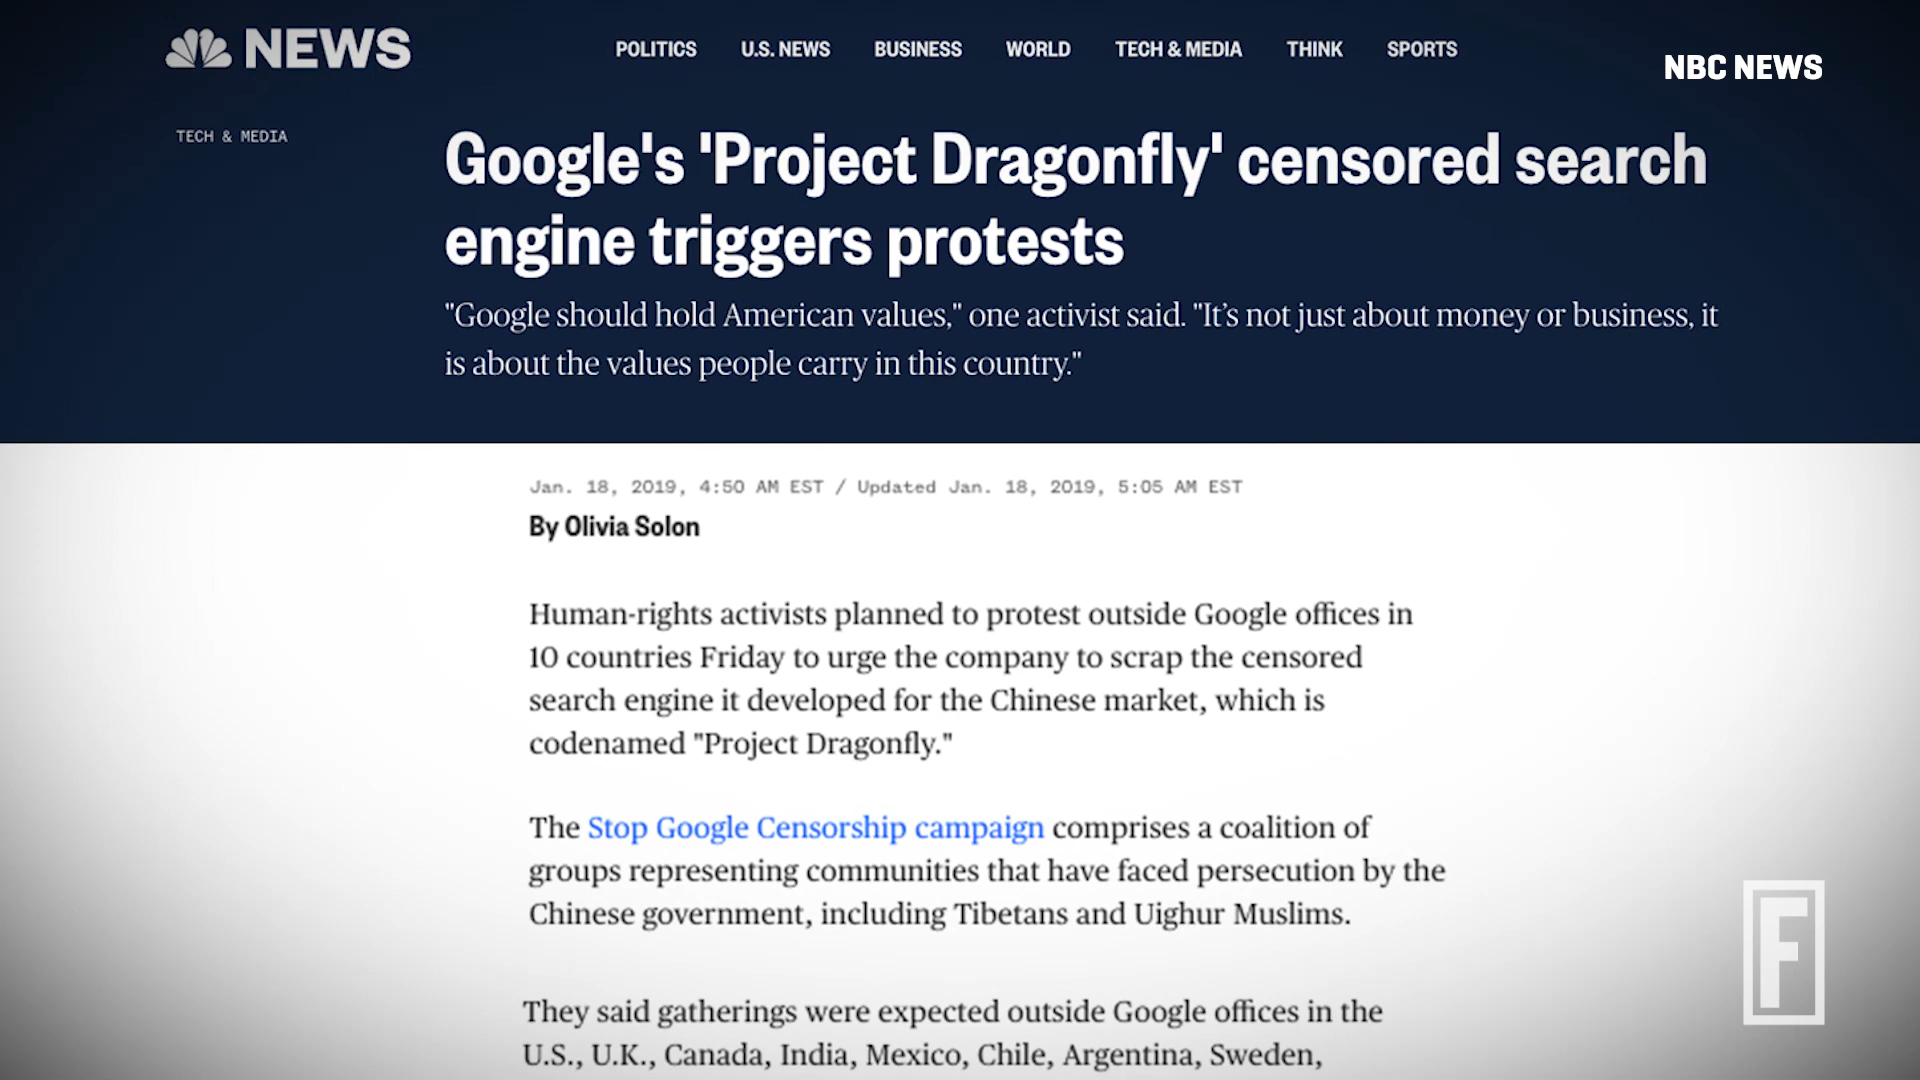 NEWS
POLITICS U.S. NEWS BUSINESS WORLD TECH & MEDIA THINK SPORTS
NBC NEWS
TECH & MEDIA
Google's 'Project Dragonfly' censored search
engine triggers protests
"Google should hold American values," one activist said. "It's not just about money or business, it
is about the values people carry in this country."
Jan. 18, 2019, 4:50 AM EST / Updated Jan. 18, 2019, 5:05 AM EST
By Olivia Solon
Human-rights activists planned to protest outside Google offices in
10 countries Friday to urge the company to scrap the censored
search engine it developed for the Chinese market, which is
codenamed "Project Dragonfly."
The Stop Google Censorship campaign comprises a coalition of
groups representing communities that have faced persecution by the
Chinese government, including Tibetans and Uighur Muslims.
They said gatherings were expected outside Google offices in the
U.S., U.K., Canada, India, Mexico, Chile, Argentina, Sweden,
F